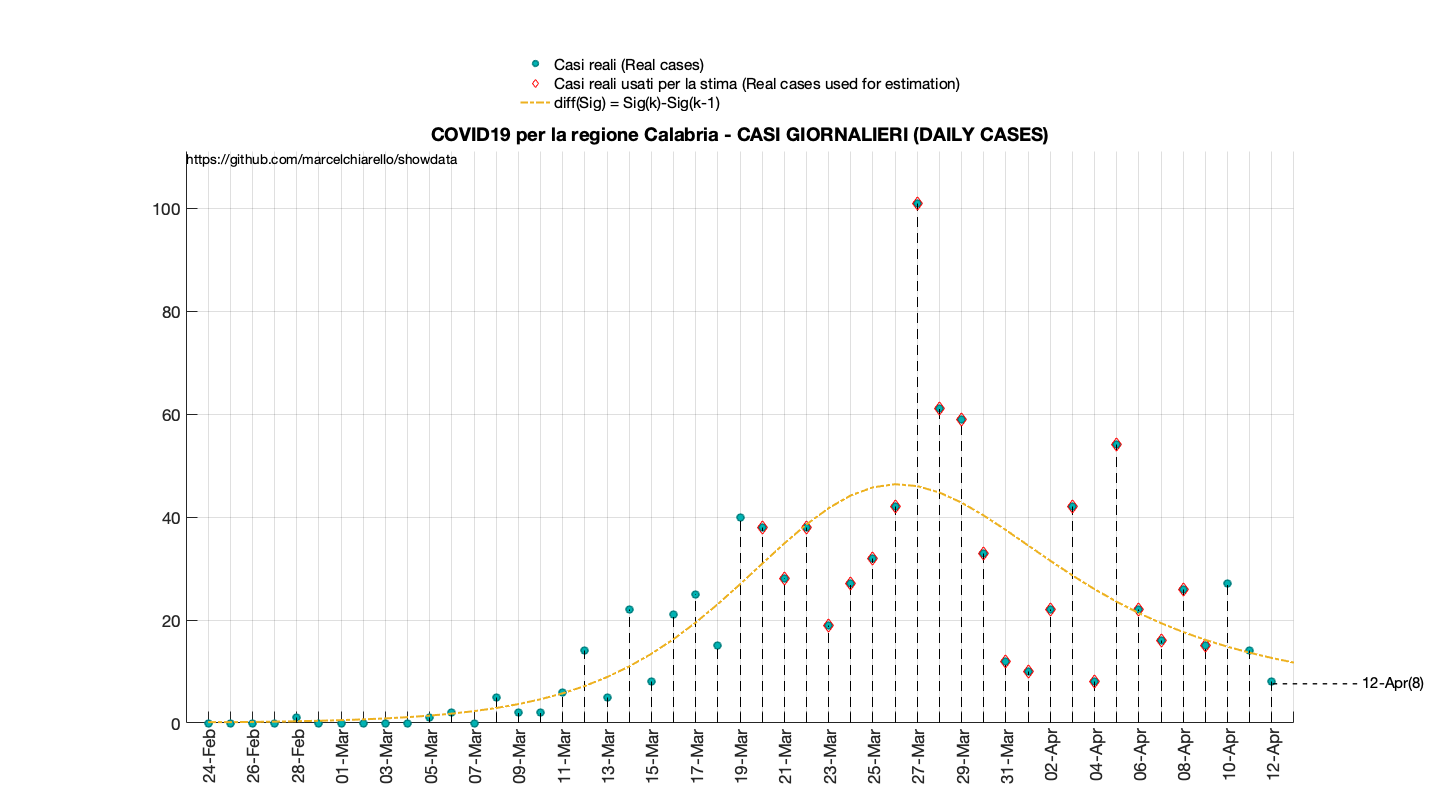 Casi reali (Real cases)
Casi reali usati per la stima (Real cases used for estimation)
diff(Sig) = Sig(k)-Sig(k-1)
COVID19 per la regione Calabria - CASI GIORNALIERI (DAILY CASES)
https://github.com/marcelchiarello/showdata
100
80
60
40
20
0
12-Apr(8)
24-Feb
26-Feb
28-Feb
01-Mar
03-Mar
05-Mar
07-Mar
09-Mar
11-Mar
13-Mar
15-Mar
17-Mar
19-Mar
21-Mar
23-Mar
25-Mar
27-Mar
29-Mar
31-Mar
02-Apr
04-Apr
06-Apr
08-Apr
10-Apr
12-Apr